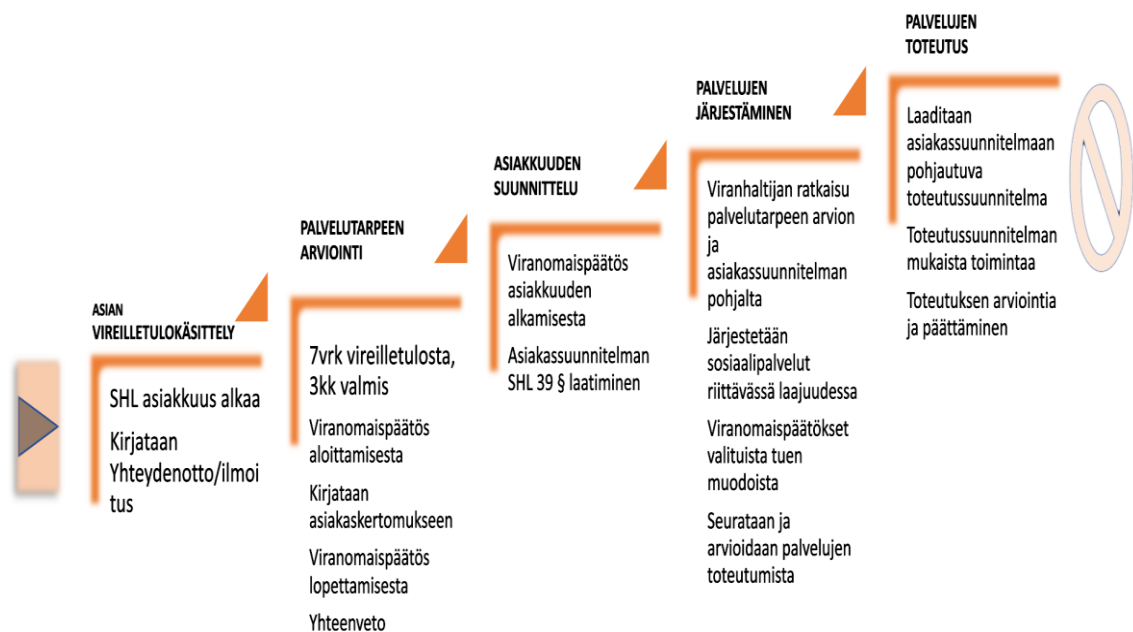 ASIAN
VIREILLETULOKÄSITTELY
SHL asiakkuus alkaa
Kirjataan
Yhteydenotto/ilmoi
tus
PALVELUTARPEEN
ARVIOINTI
7vrk vireilletulosta,
3kk valmis
Viranomaispäätös
aloittamisesta
Kirjataan
asiakaskertomukseen
Viranomaispäätös
lopettamisesta
Yhteenveto
ASIAKKUUDEN
SUUNNITTELU
Viranomaispäätös
asiakkuuden
alkamisesta
Asiakassuunnitelman
SHL 39 § laatiminen
PALVELUJEN
JÄRJESTÄMINEN
Viranhaltijan ratkaisu
palvelutarpeen arvion
ja
asiakassuunnitelman
pohjalta
Järjestetään
sosiaalipalvelut
riittävässä laajuudessa
Viranomaispäätökset
valituista tuen
muodoista
Seurataan ja
arvioidaan palvelujen
toteutumista
PALVELUJEN
TOTEUTUS
Laaditaan
asiakassuunnitelmaan
pohjautuva
toteutussuunnitelma
Toteutussuunnitelman
mukaista toimintaa
Toteutuksen arviointia
ja päättäminen